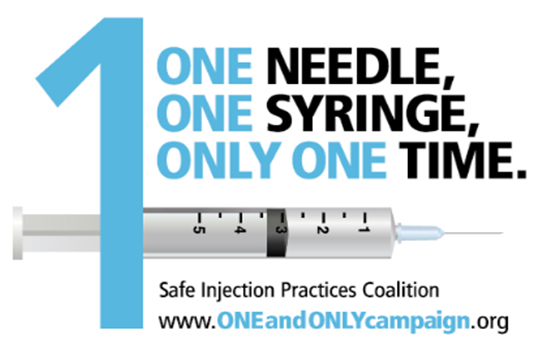 1
ONE NEEDLE,
ONE SYRINGE,
ONLY ONE TIME.
5 4 3 2 1
Safe Injection Practices Coalition
www.ONEandONLYcampaign.org